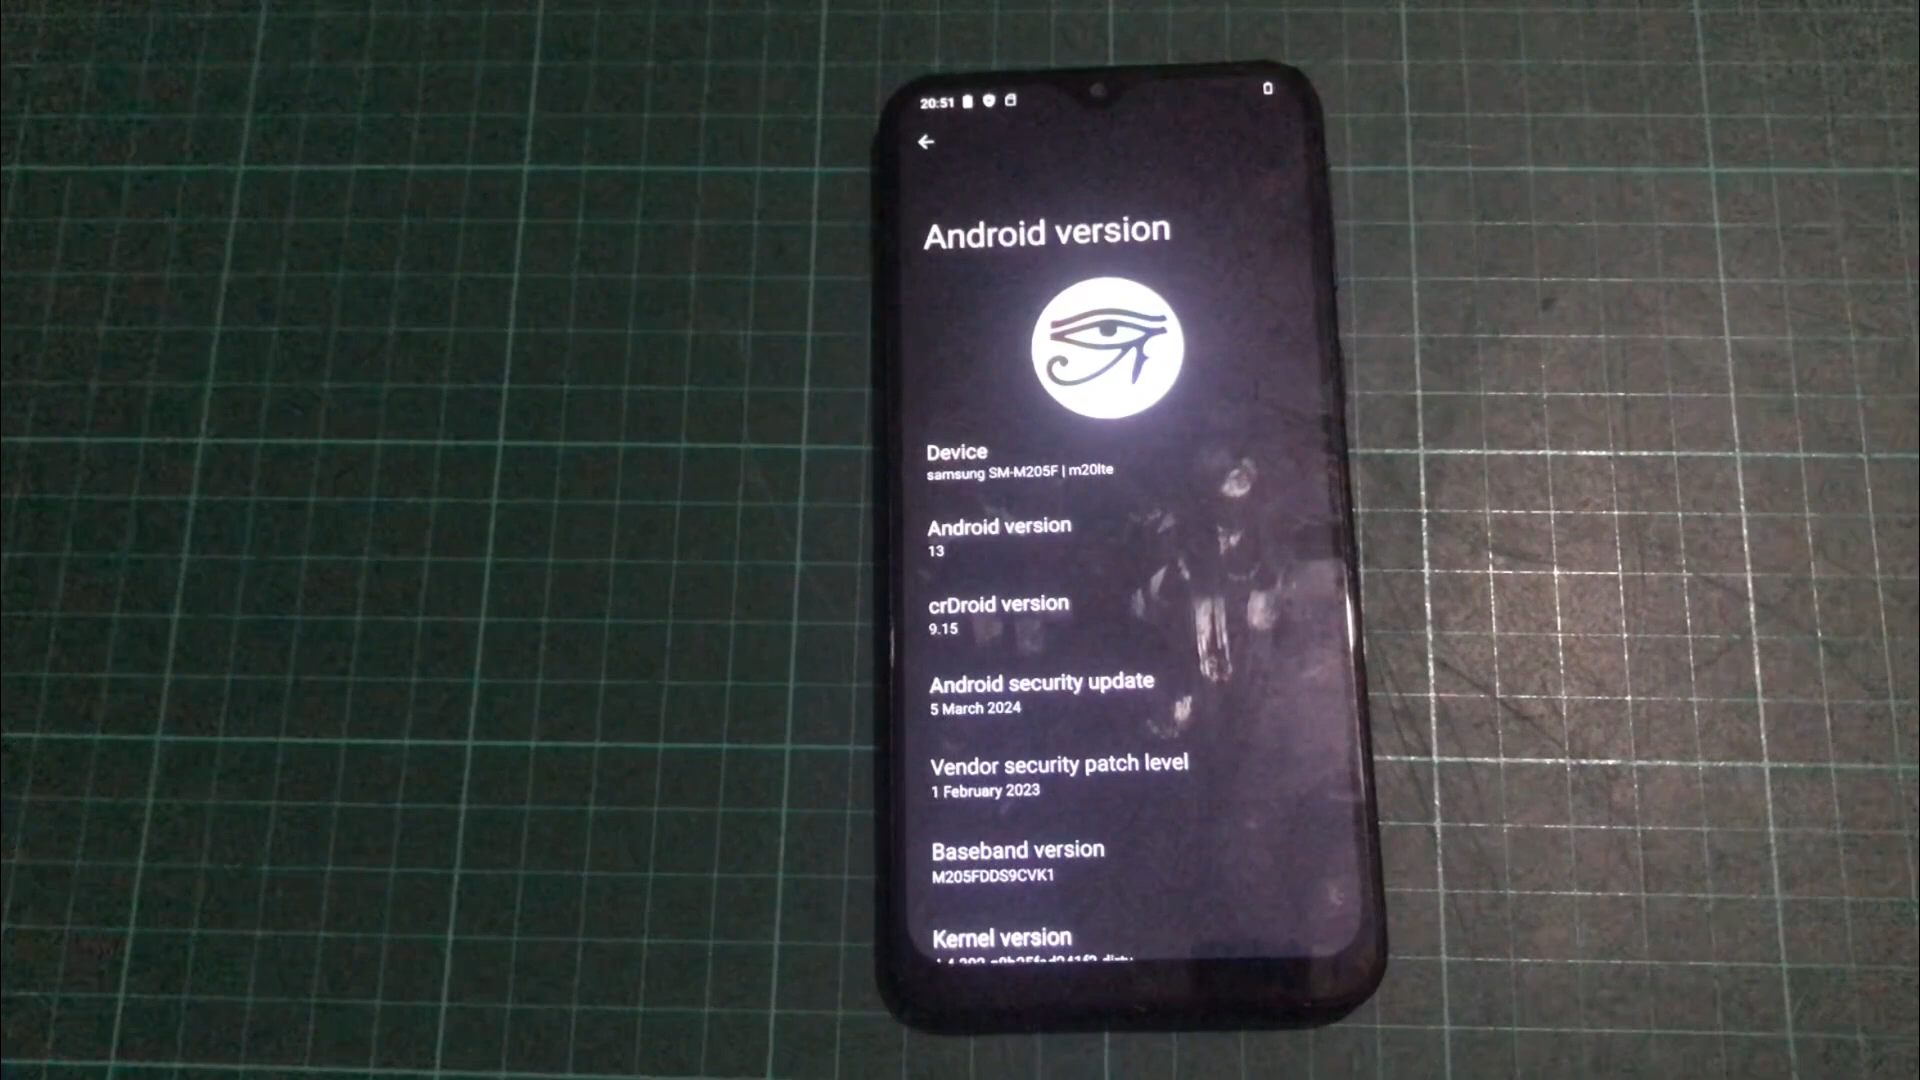 20:51
Android version
Device
samsung SM-M205F | m20lte
Android version
13
crDroid version
9.15
Android security update
5 March 2024
Vendor security patch level
1 February 2023
Baseband version
M205FDDS9CVK1
Kernel version